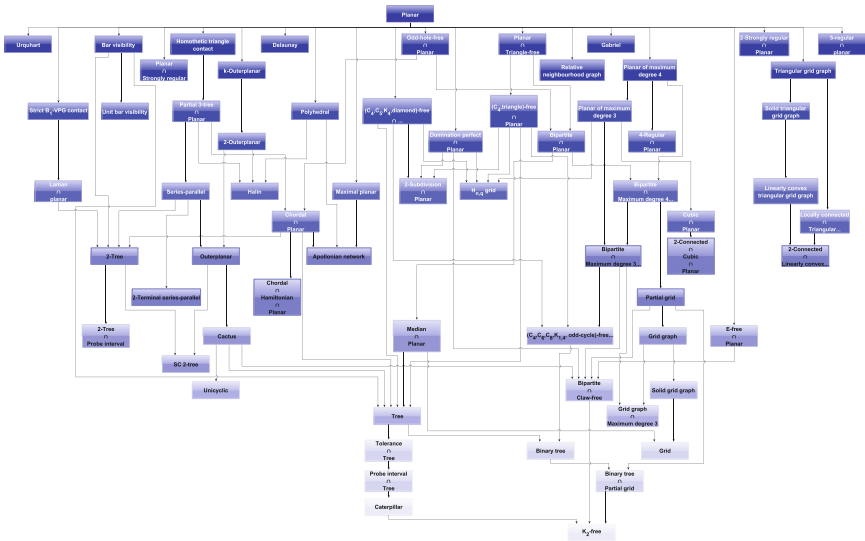 Planar
Urquhart
Bar visibility
Homothetic triangle
contact
Delaunay
Odd-hole-free
∩
Planar
Planar
∩
Triangle-free
Gabriel
2-Strongly regular
∩
Planar
5-regular
∩
planar
Planar
∩
Strongly regular
k-Outerplanar
Relative
neighbourhood graph
Planar of maximum
degree 4
Triangular grid graph
Strict B1-VPG contact
Unit bar visibility
Partial 3-tree
∩
Planar
Polyhedral
(C4,C5,K4,diamond)-free
∩ ...
(C4,triangle)-free
∩
Planar
Planar of maximum
degree 3
Solid triangular
grid graph
2-Outerplanar
Domination perfect
∩
Planar
Bipartite
∩
Planar
4-Regular
∩
Planar
Laman
∩
planar
Series-parallel
Halin
Maximal planar
2-Subdivision
∩
Planar
Hn,q grid
Bipartite
∩
Maximum degree 4...
Linearly convex
triangular grid graph
Chordal
∩
Planar
Cubic
∩
Planar
Locally connected
∩
Triangular...
2-Tree
Outerplanar
Apollonian network
Bipartite
∩
Maximum degree 3...
2-Connected
∩
Cubic
∩
Planar
2-Connected
∩
Linearly convex...
2-Terminal series-parallel
Chordal
∩
Hamiltonian
∩
Planar
Partial grid
2-Tree
∩
Probe interval
Cactus
Median
∩
Planar
(C4,C6,C8,K1,4,odd-cycle)-free...
Grid graph
E-free
∩
Planar
SC 2-tree
Unicyclic
Bipartite
∩
Claw-free
Solid grid graph
Tree
Grid graph
∩
Maximum degree 3
Tolerance
∩
Tree
Binary tree
Grid
Probe interval
∩
Tree
Binary tree
∩
Partial grid
Caterpillar
K2-free